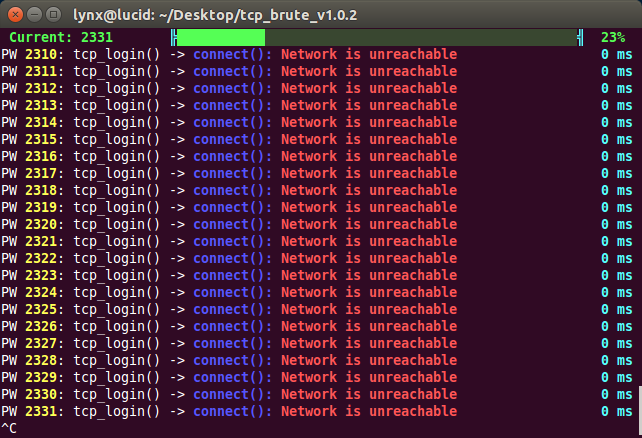 lynx@lucid: ~/Desktop/tcp_brute_v1.0.2
Current: 2331 23%
PW 2310: tcp_login() -> connect(): Network is unreachable 0 ms
PW 2311: tcp_login() -> connect(): Network is unreachable 0 ms
PW 2312: tcp_login() -> connect(): Network is unreachable 0 ms
PW 2313: tcp_login() -> connect(): Network is unreachable 0 ms
PW 2314: tcp_login() -> connect(): Network is unreachable 0 ms
PW 2315: tcp_login() -> connect(): Network is unreachable 0 ms
PW 2316: tcp_login() -> connect(): Network is unreachable 0 ms
PW 2317: tcp_login() -> connect(): Network is unreachable 0 ms
PW 2318: tcp_login() -> connect(): Network is unreachable 0 ms
PW 2319: tcp_login() -> connect(): Network is unreachable 0 ms
PW 2320: tcp_login() -> connect(): Network is unreachable 0 ms
PW 2321: tcp_login() -> connect(): Network is unreachable 0 ms
PW 2322: tcp_login() -> connect(): Network is unreachable 0 ms
PW 2323: tcp_login() -> connect(): Network is unreachable 0 ms
PW 2324: tcp_login() -> connect(): Network is unreachable 0 ms
PW 2325: tcp_login() -> connect(): Network is unreachable 0 ms
PW 2326: tcp_login() -> connect(): Network is unreachable 0 ms
PW 2327: tcp_login() -> connect(): Network is unreachable 0 ms
PW 2328: tcp_login() -> connect(): Network is unreachable 0 ms
PW 2329: tcp_login() -> connect(): Network is unreachable 0 ms
PW 2330: tcp_login() -> connect(): Network is unreachable 0 ms
PW 2331: tcp_login() -> connect(): Network is unreachable 0 ms
^C